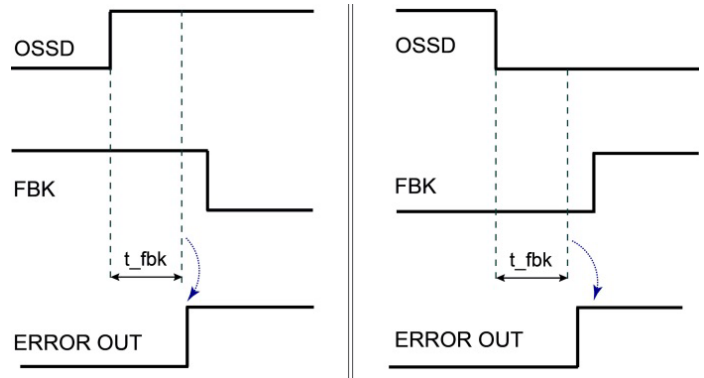 OSSD
FBK
t_fbk
ERROR OUT
OSSD
FBK
t_fbk
ERROR OUT